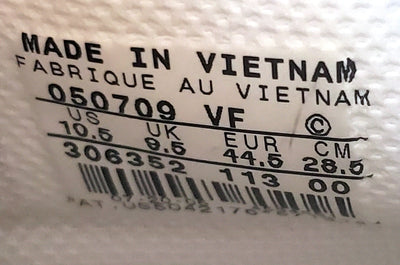 MADE IN VIETNAM
FABRIQUE AU VIETNAM
050709 VF ©
US UK EUR CM
10.5 9.5 44.5 28.5
306352 113 00